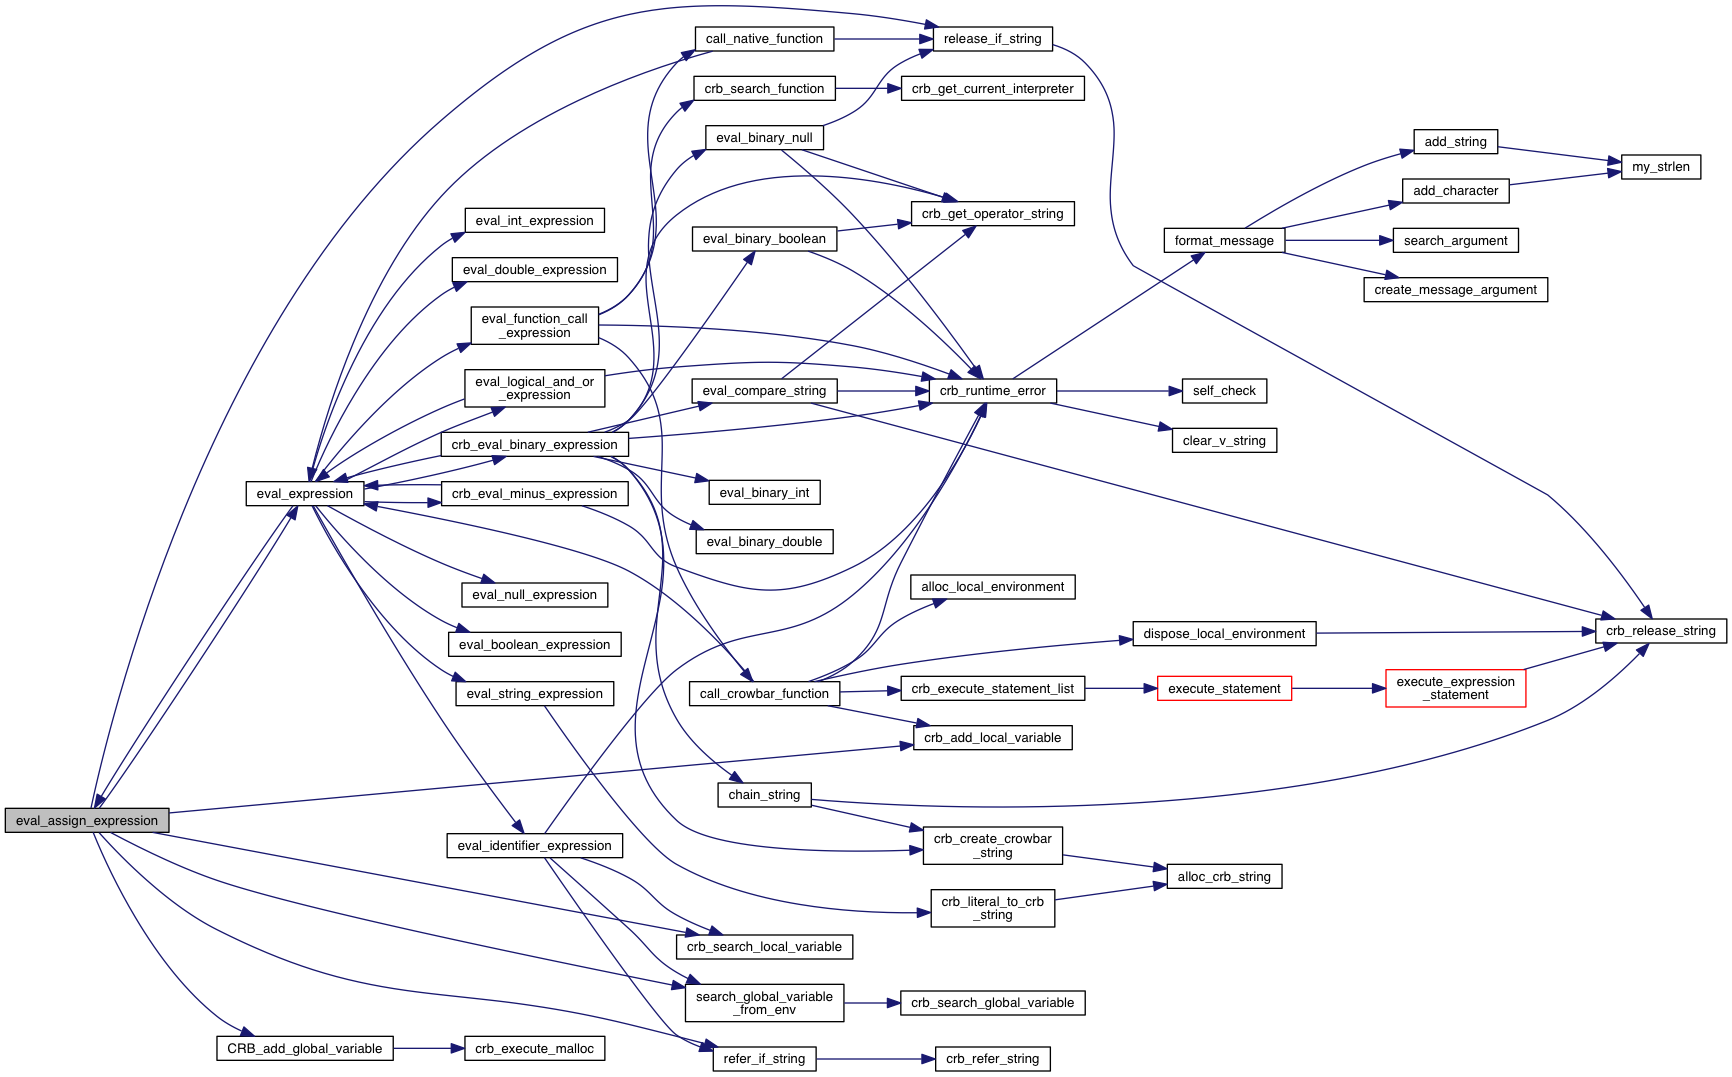 call_native_function
release_if_string
crb_search_function
crb_get_current_interpreter
eval_binary_null
add_string
my_strlen
add_character
eval_int_expression
crb_get_operator_string
eval_binary_boolean
format_message
search_argument
eval_double_expression
create_message_argument
eval_function_call
_expression
eval_logical_and_or
_expression
eval_compare_string
crb_runtime_error
self_check
crb_eval_binary_expression
clear_v_string
eval_expression
crb_eval_minus_expression
eval_binary_int
eval_binary_double
eval_null_expression
alloc_local_environment
eval_boolean_expression
dispose_local_environment
crb_release_string
eval_string_expression
call_crowbar_function
crb_execute_statement_list
execute_statement
execute_expression
_statement
crb_add_local_variable
chain_string
eval_assign_expression
eval_identifier_expression
crb_create_crowbar
_string
alloc_crb_string
crb_literal_to_crb
_string
crb_search_local_variable
search_global_variable
_from_env
crb_search_global_variable
CRB_add_global_variable
crb_execute_malloc
refer_if_string
crb_refer_string